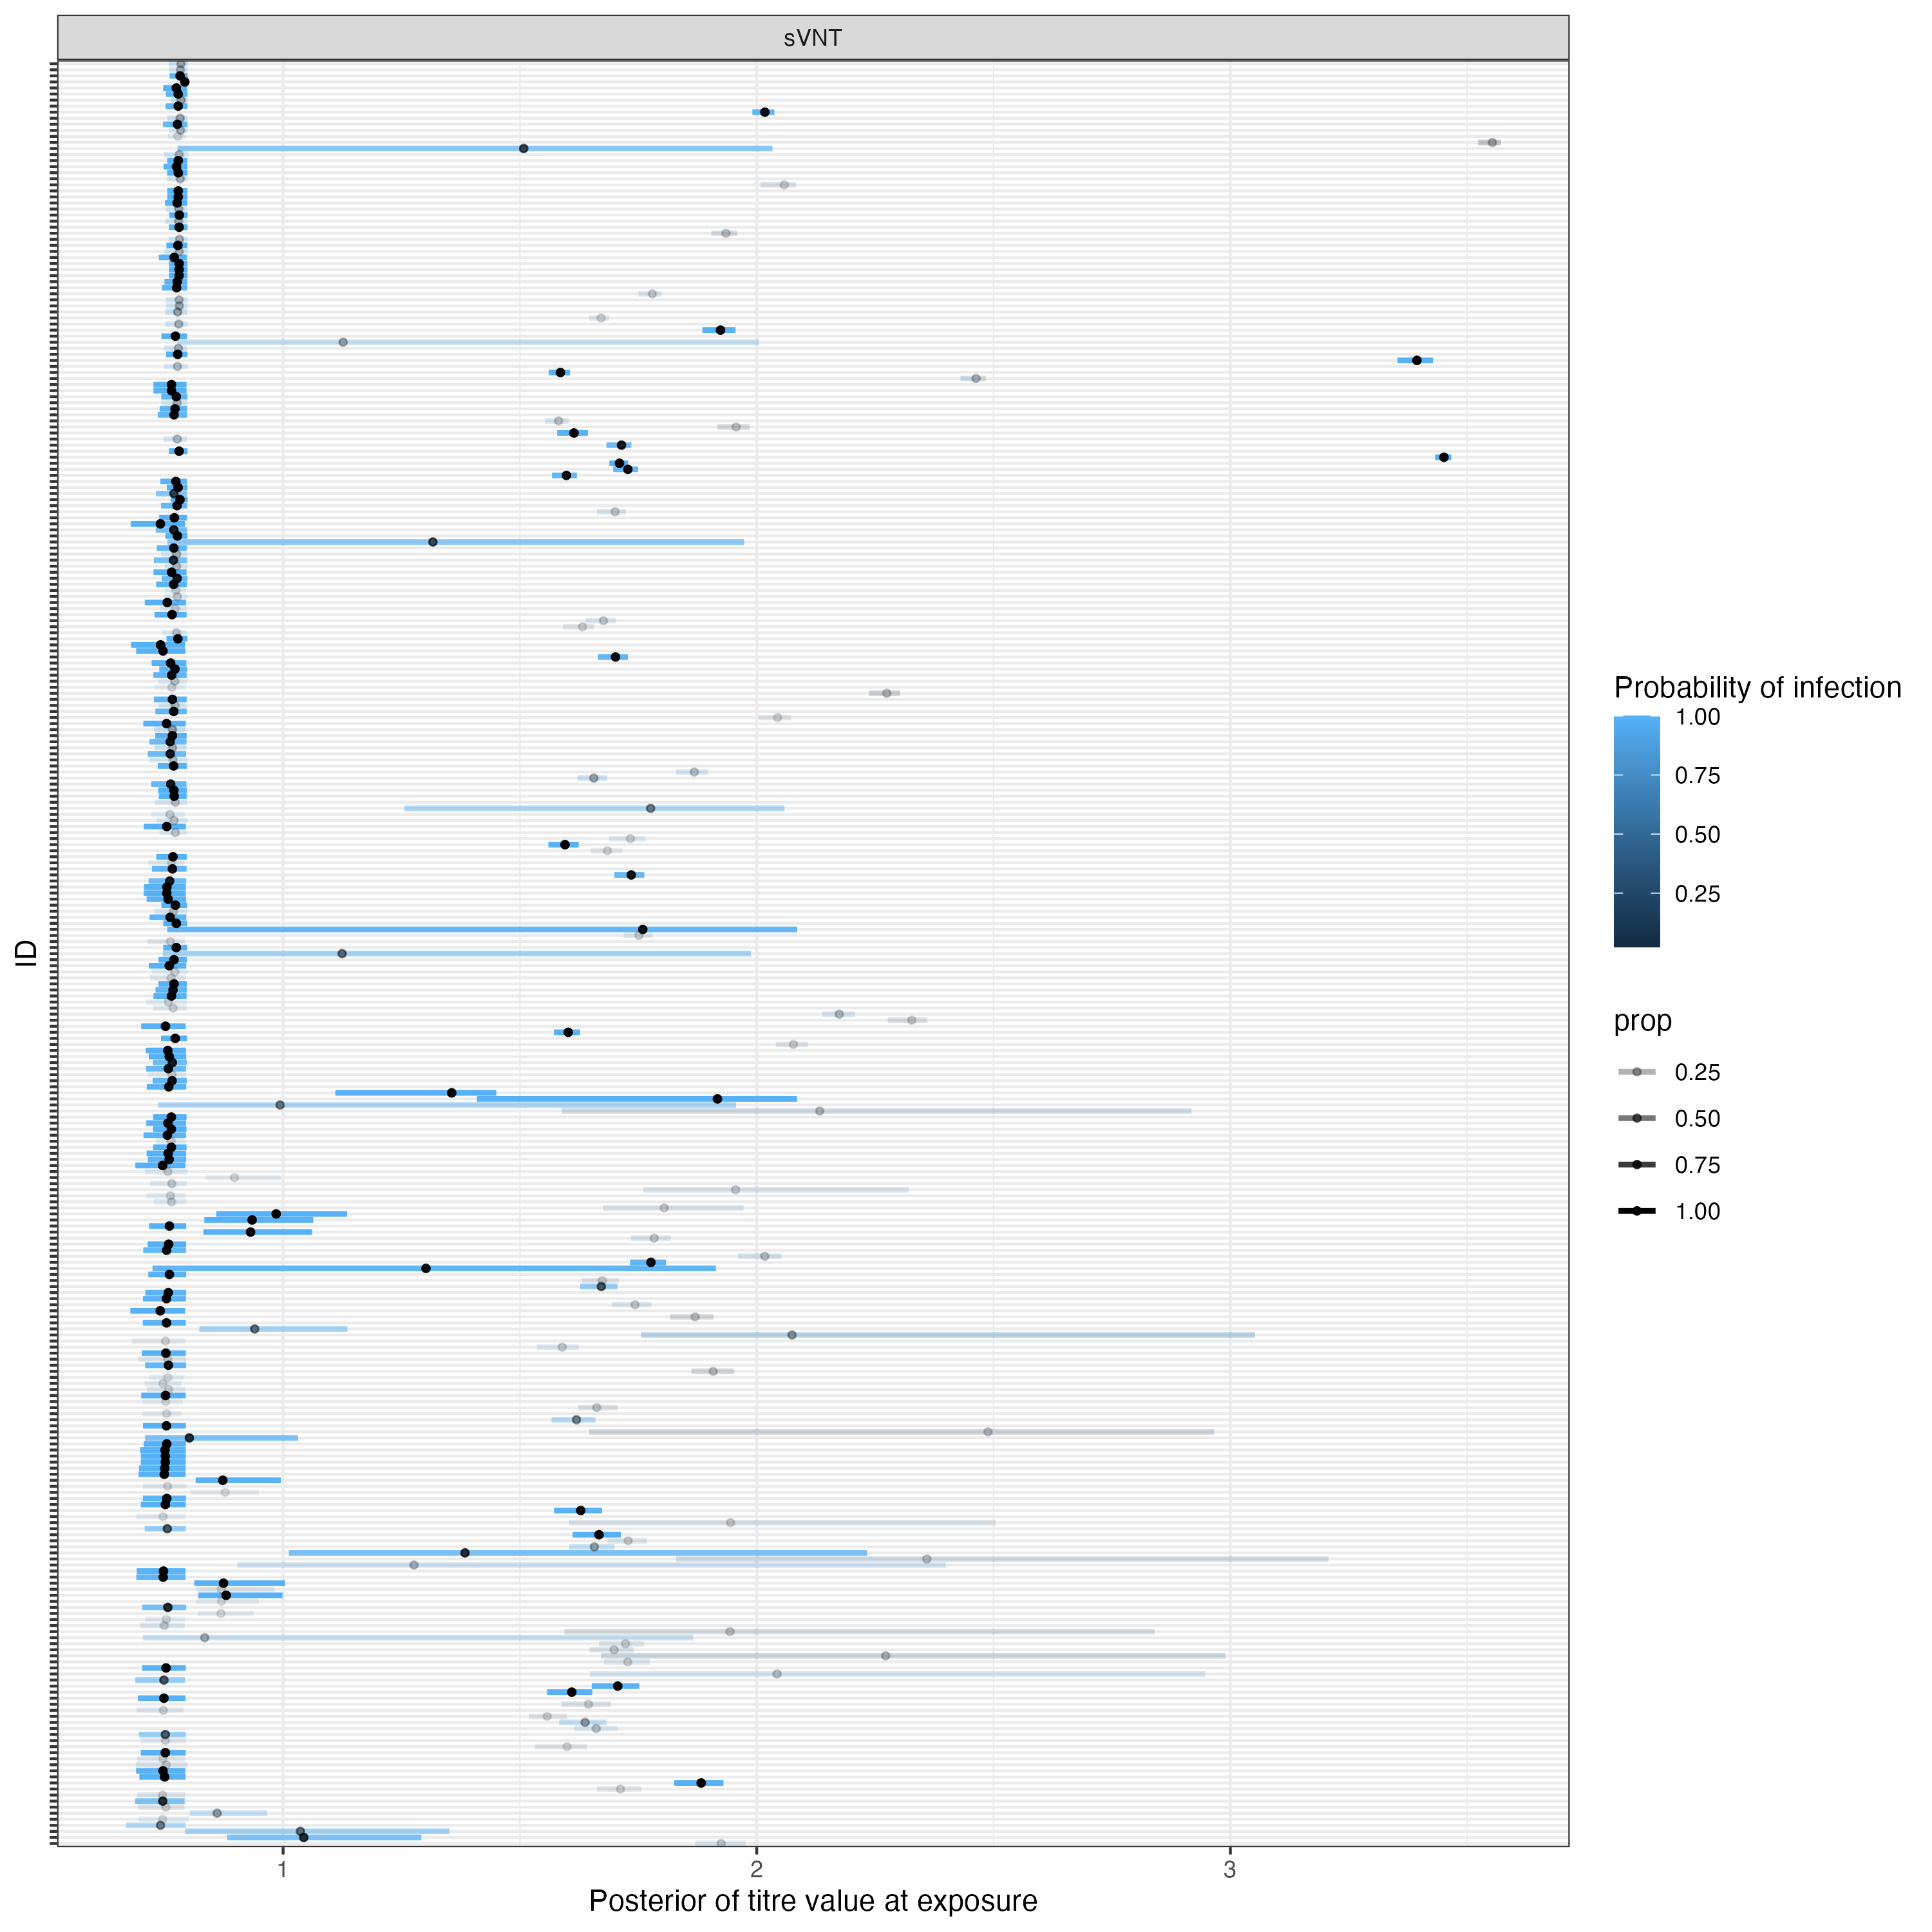 sVNT
ID
1
2
3
Posterior of titre value at exposure
Probability of infection
1.00
0.75
0.50
0.25
prop
0.25
0.50
0.75
1.00